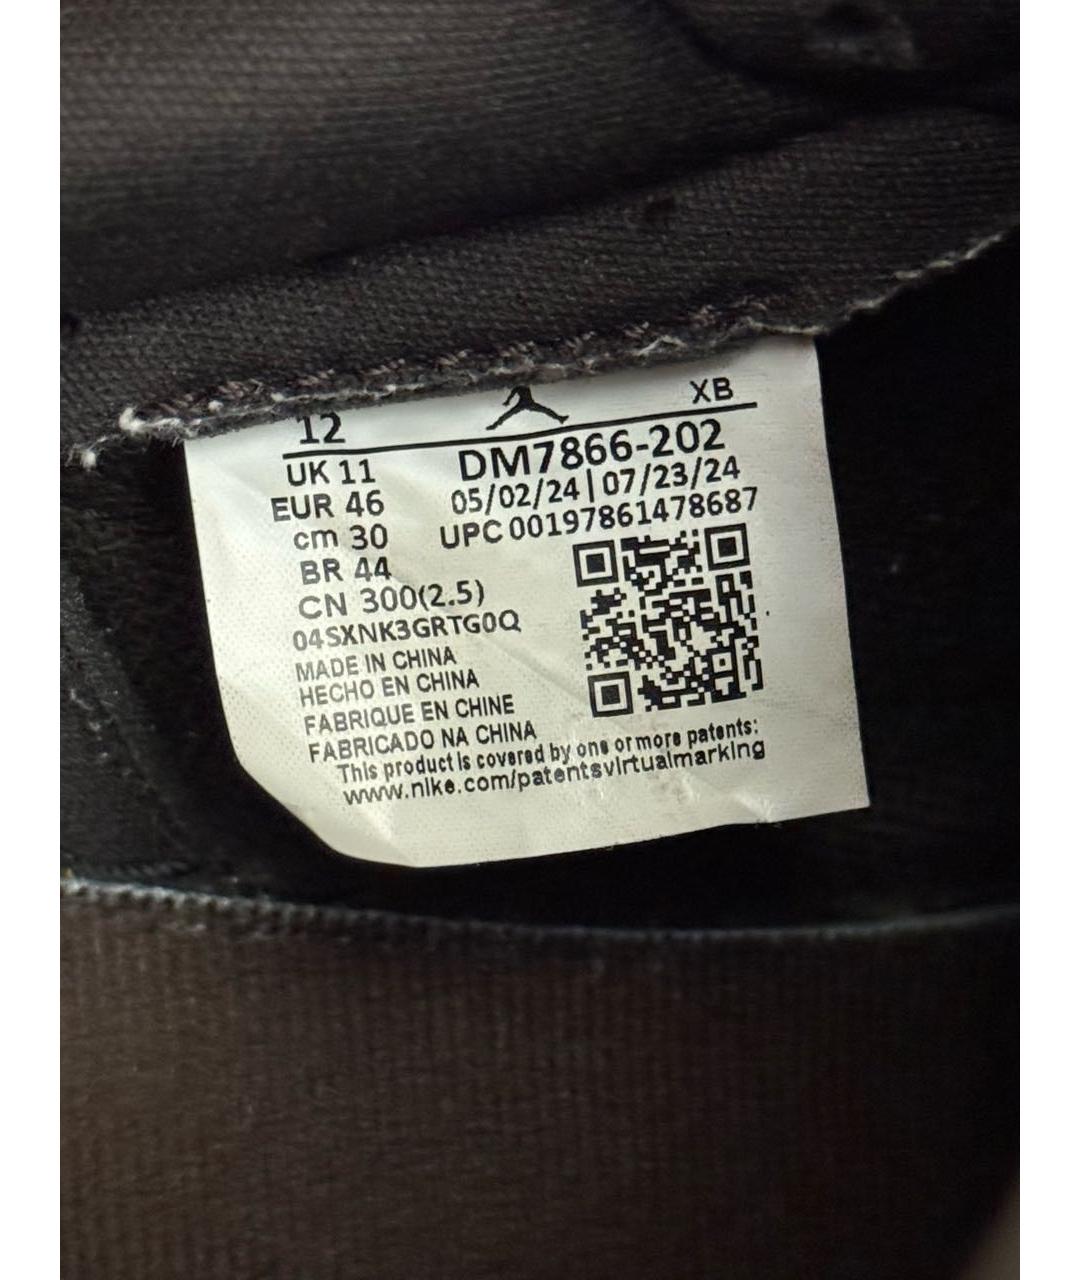 12 XB
UK 11
EUR 46
cm 30
BR 44
CN 300(2.5)
DM7866-202
05/02/24|07/23/24
UPC 00197861478687
04SXNK3GRTG0Q
MADE IN CHINA
HECHO EN CHINA
FABRIQUE EN CHINE
FABRICADO NA CHINA
This product is covered by one or more patents:
www.nike.com/patentsvirtualmarking